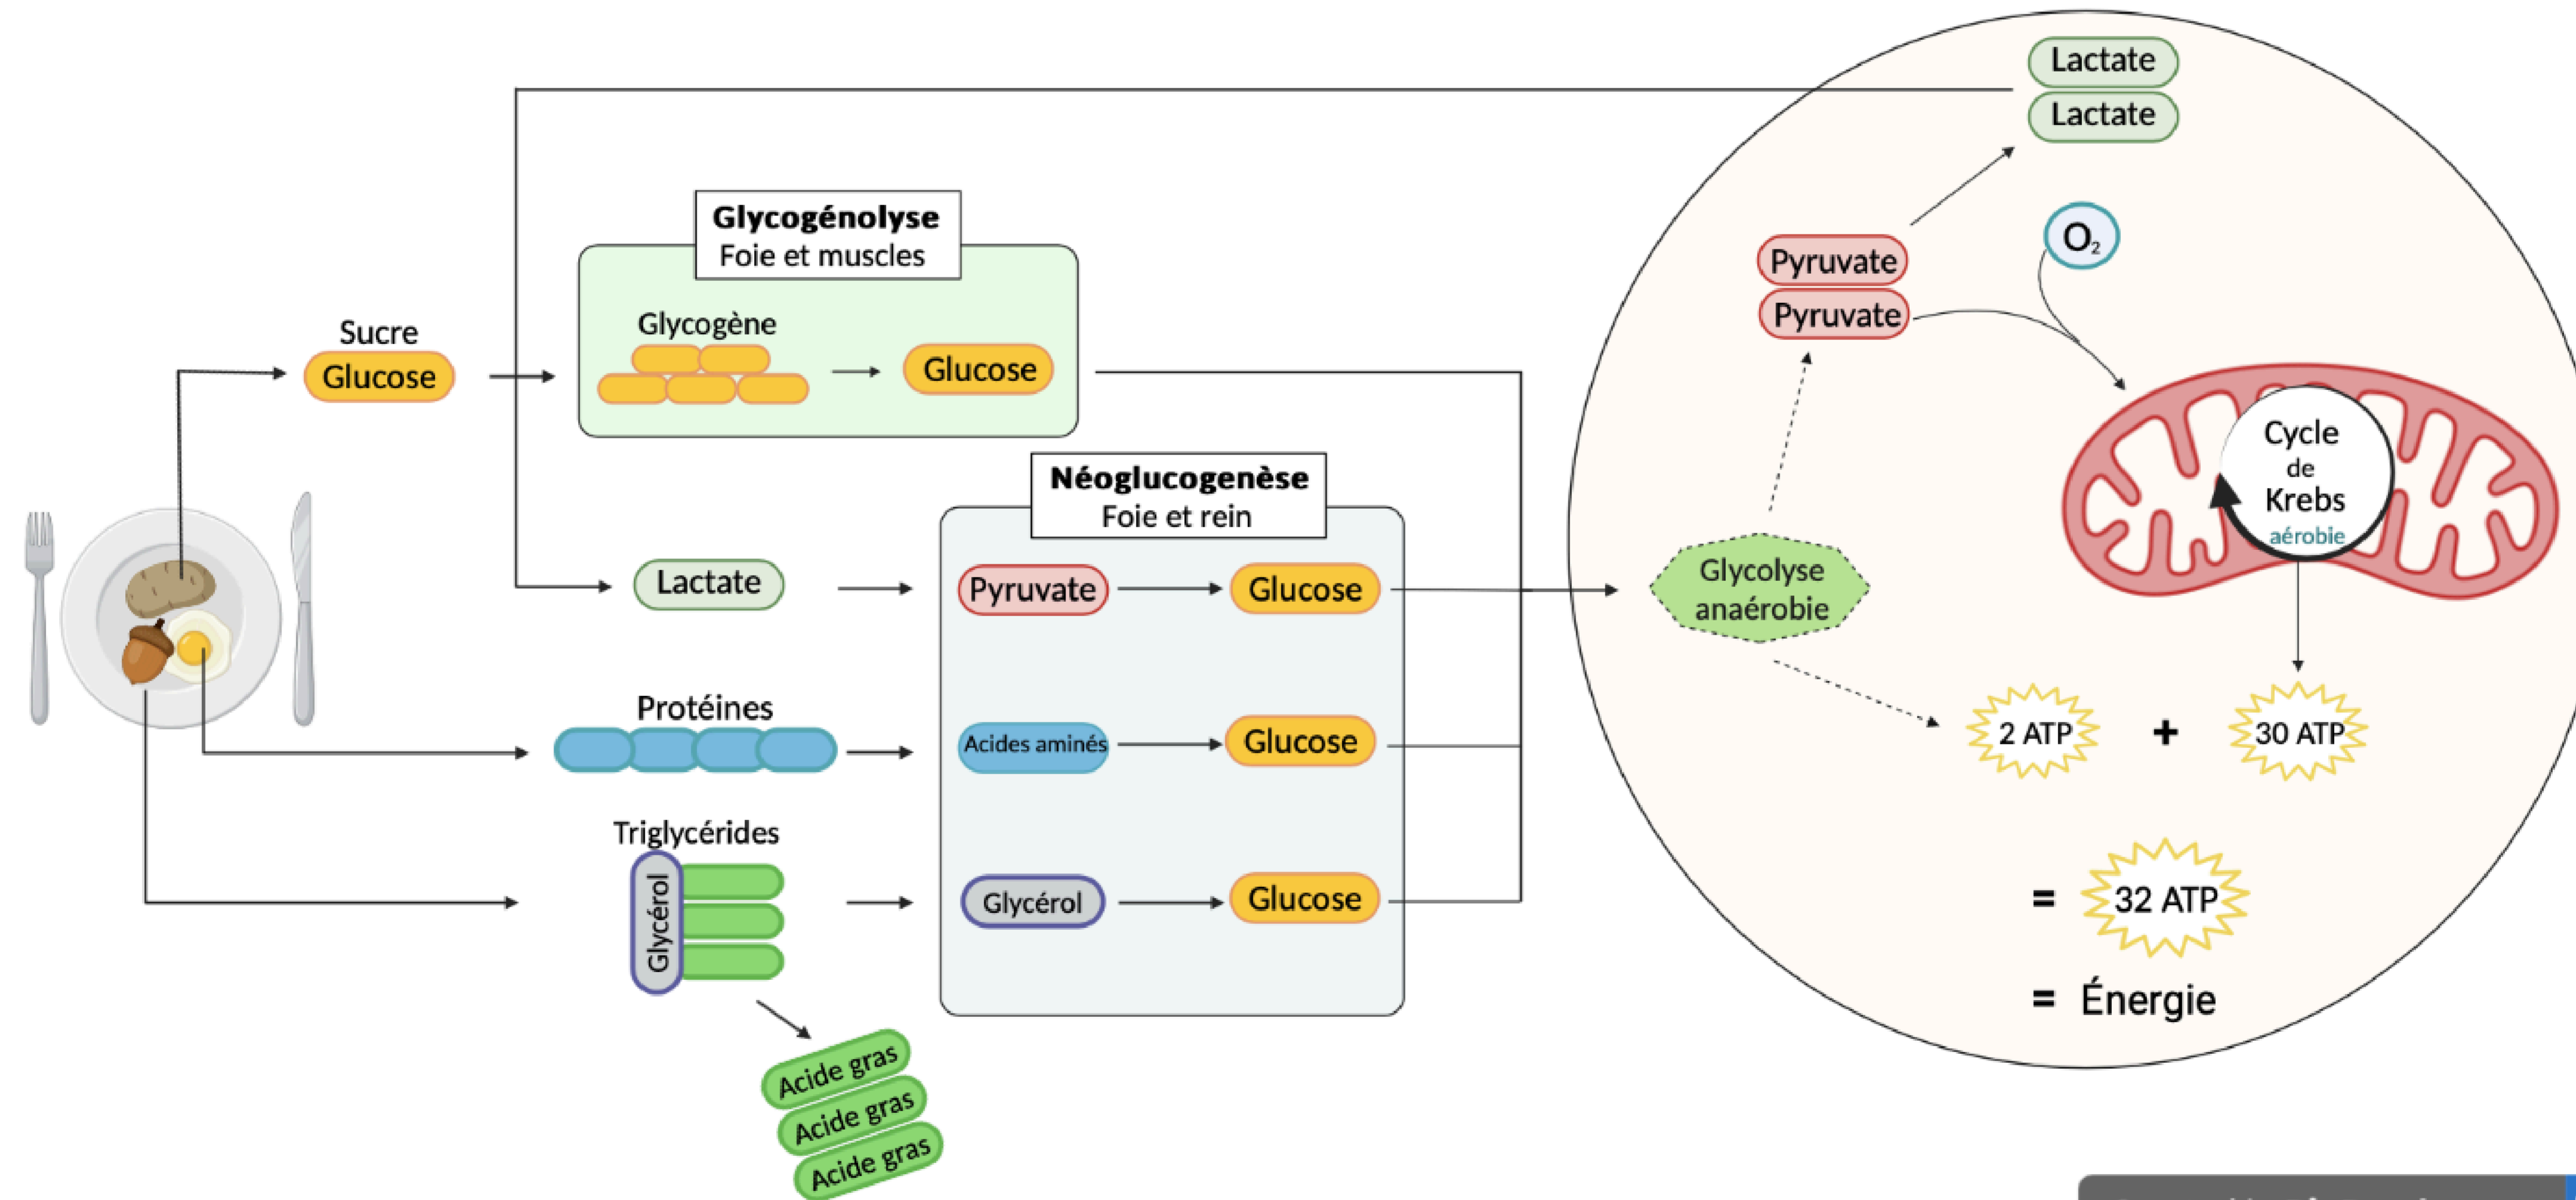 Lactate
Lactate
Glycogénolyse
Foie et muscles
O₂
Pyruvate
Pyruvate
Sucre
Glucose
Glycogène
Glucose
Cycle
de
Krebs
aérobie
Néoglucogenèse
Foie et rein
Lactate
Pyruvate
Glucose
Glycolyse
anaérobie
Protéines
Acides aminés
Glucose
2 ATP
+
30 ATP
Triglycérides
Glycérol
Glycérol
Glucose
= 32 ATP
= Énergie
Acide gras
Acide gras
Acide gras